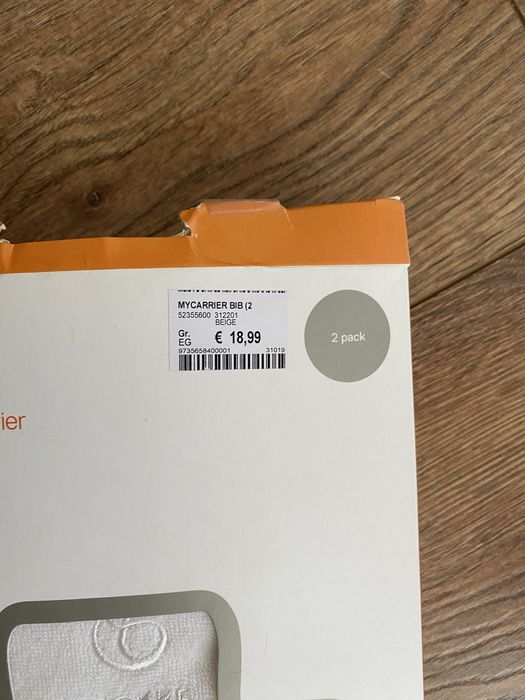 MYCARRIER BIB (2
52355600 312201
BEIGE
Gr.
EG
€ 18,99
9735658400001 31019
2 pack
ier